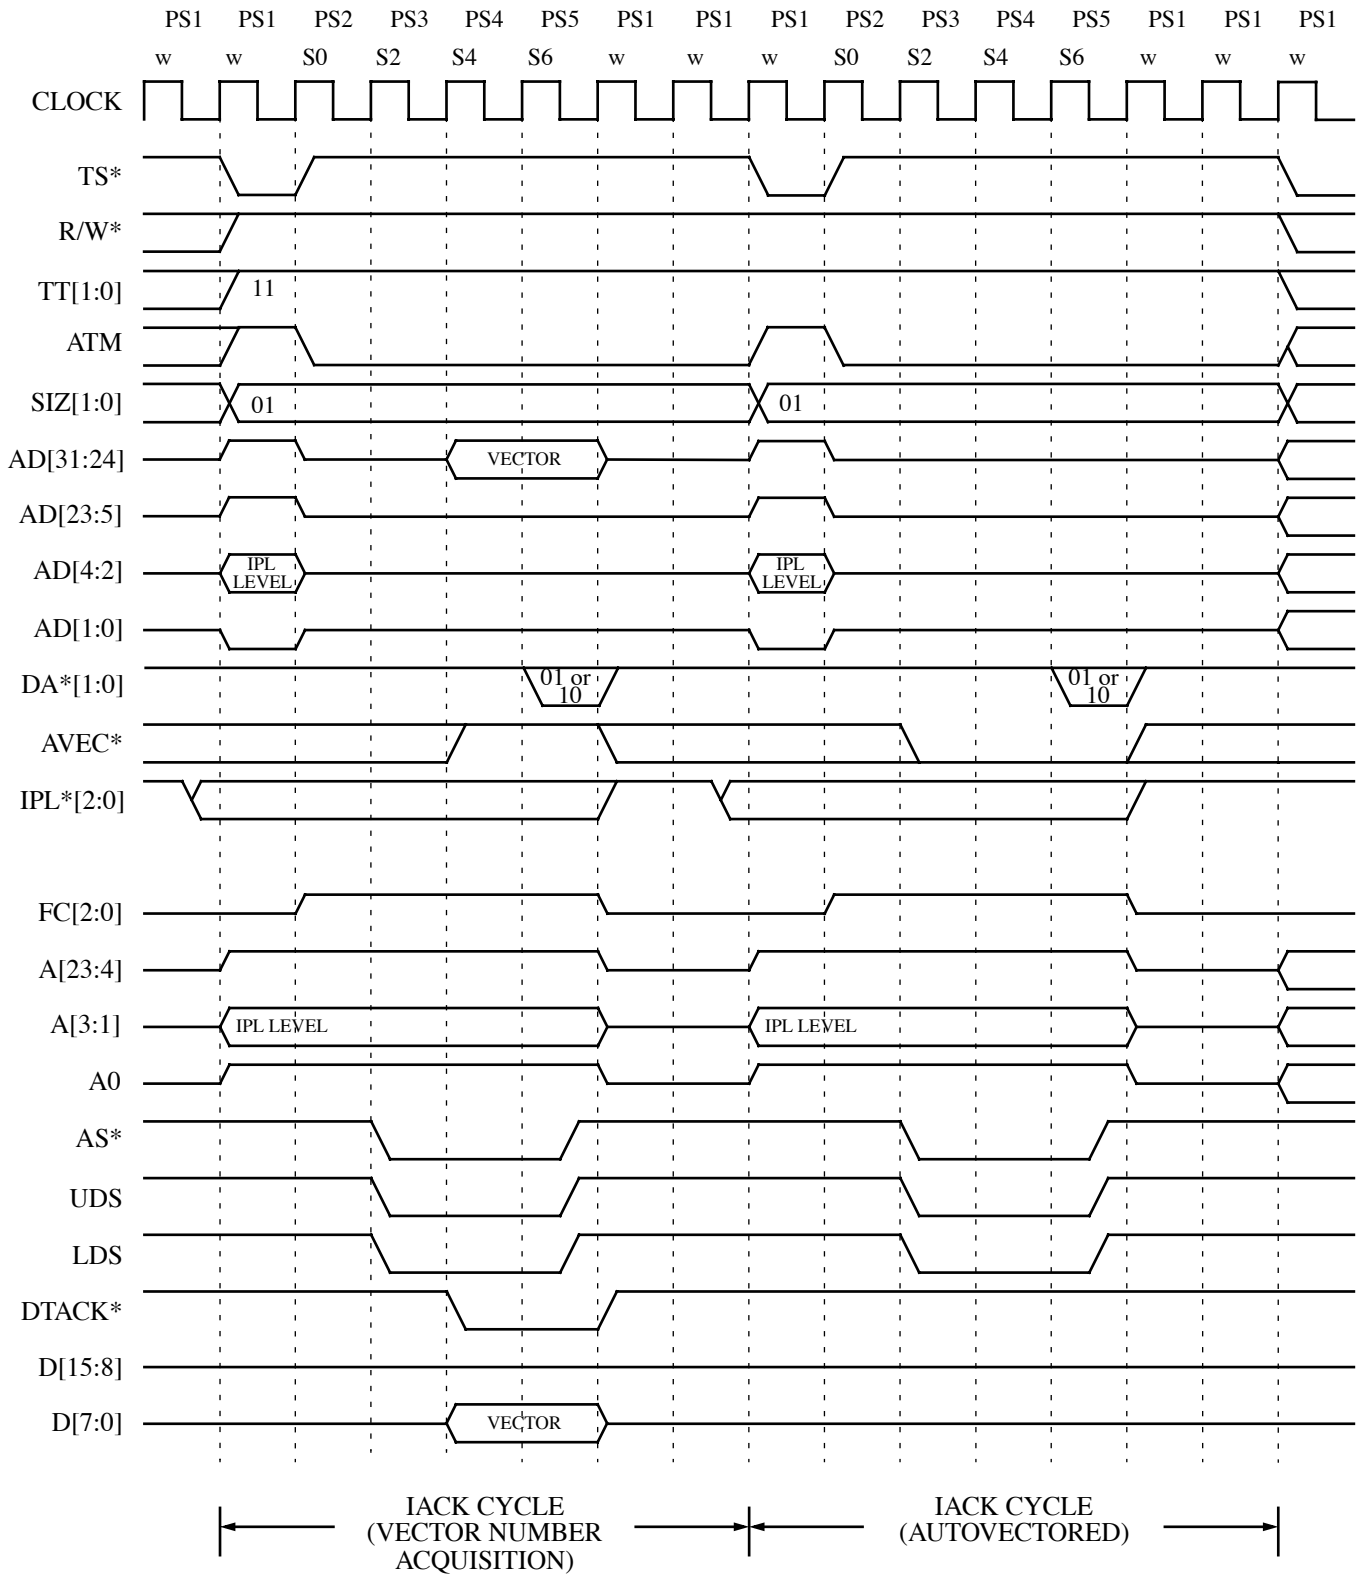 PS1 PS1 PS2 PS3 PS4 PS5 PS1 PS1 PS1 PS2 PS3 PS4 PS5 PS1 PS1 PS1
w w S0 S2 S4 S6 w w w S0 S2 S4 S6 w w w
CLOCK
TS*
R/W*
TT[1:0] 11
ATM
SIZ[1:0] 01 01
AD[31:24] VECTOR
AD[23:5]
AD[4:2] IPL LEVEL IPL LEVEL
AD[1:0]
DA*[1:0] 01 or 10 01 or 10
AVEC*
IPL*[2:0]
FC[2:0]
A[23:4]
A[3:1] IPL LEVEL IPL LEVEL
A0
AS*
UDS
LDS
DTACK*
D[15:8]
D[7:0] VECTOR
IACK CYCLE
(VECTOR NUMBER
ACQUISITION)
IACK CYCLE
(AUTOVECTORED)